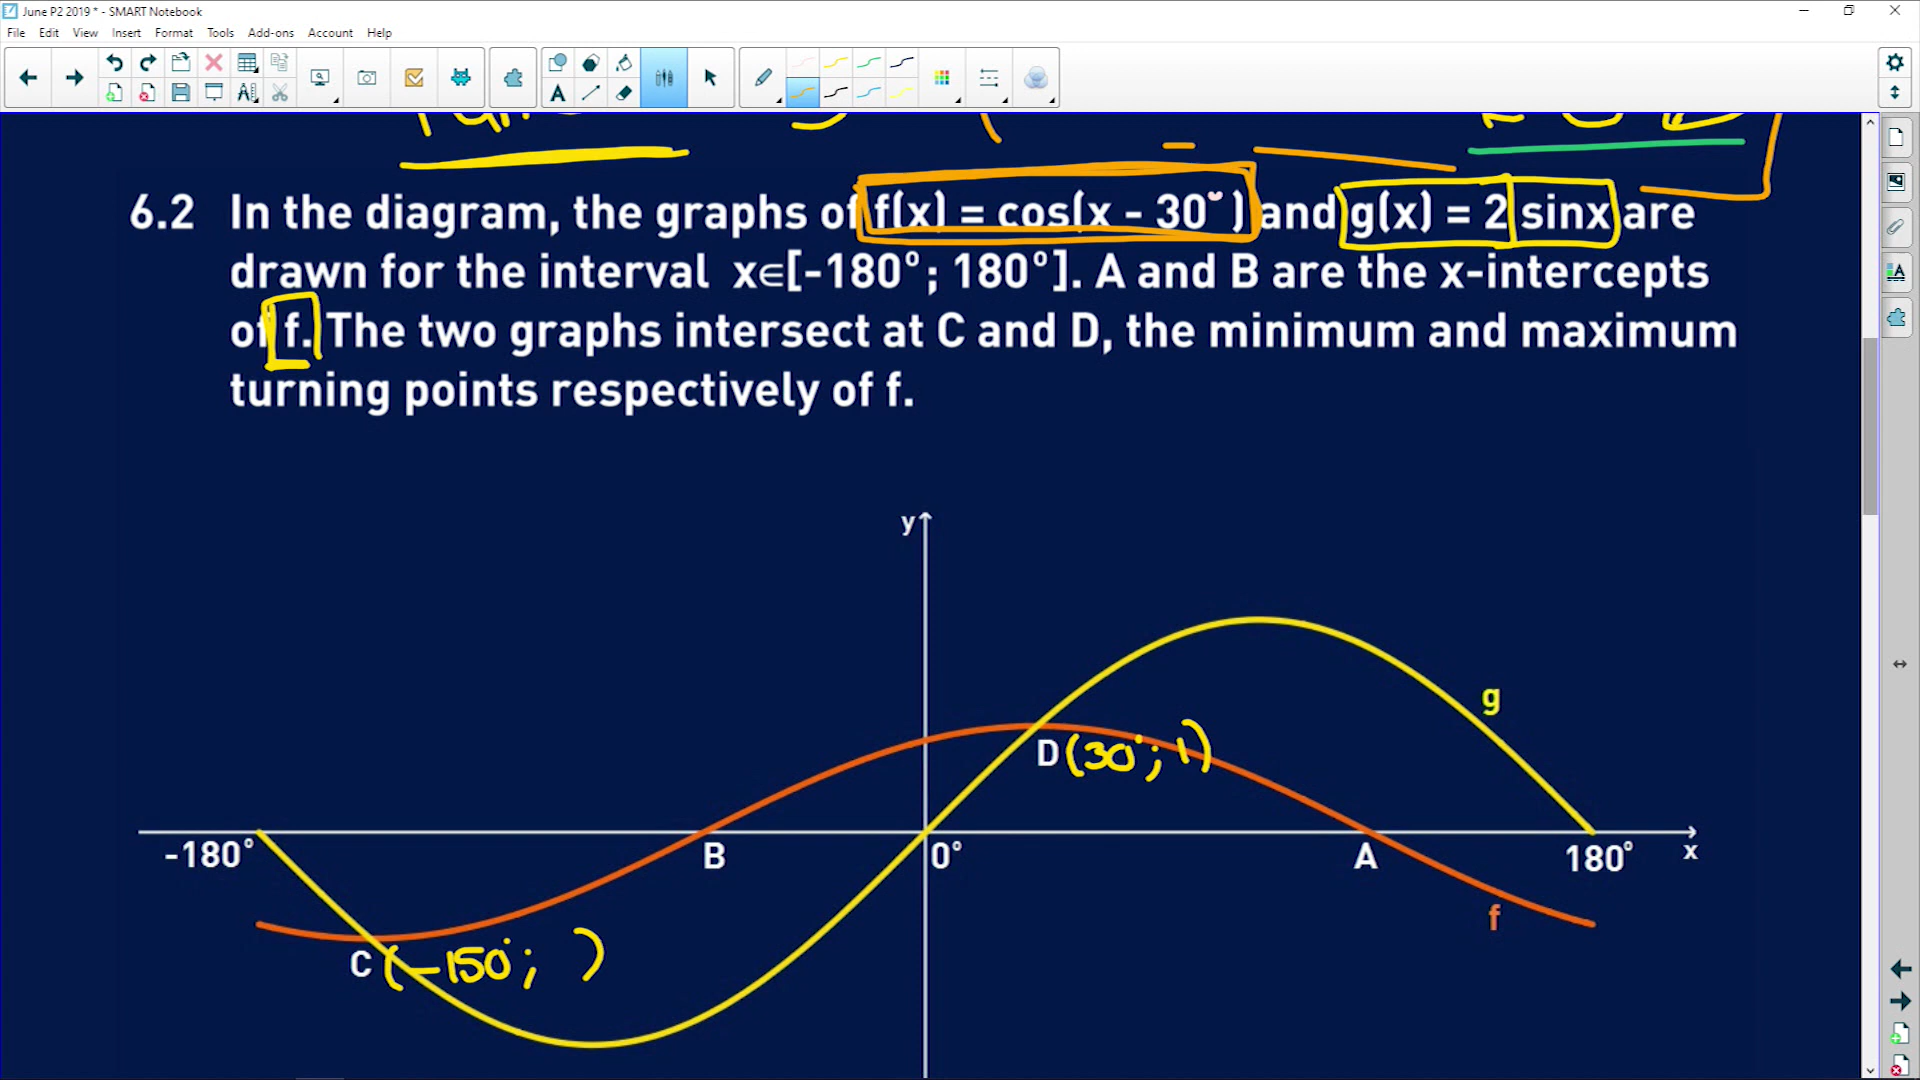 June P2 2019 * - SMART Notebook
File Edit View Insert Format Tools Add-ons Account Help
6.2 In the diagram, the graphs of f(x) = cos(x - 30°) and g(x) = 2 sinx are
drawn for the interval x∈[-180°; 180°]. A and B are the x-intercepts
of f. The two graphs intersect at C and D, the minimum and maximum
turning points respectively of f.
y
g
D (30°; 1)
-180°
B
0°
A
180°
x
f
C (-150°; )